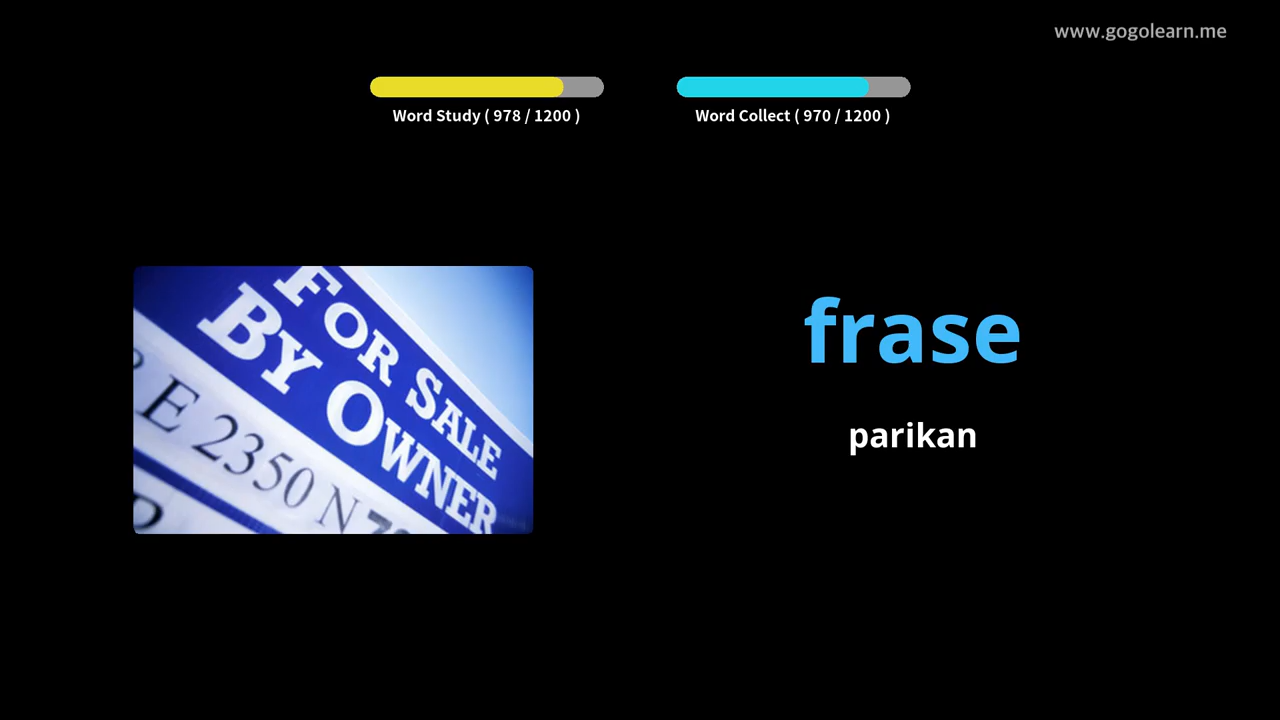 www.gogolearn.me
Word Study ( 978 / 1200 )
Word Collect ( 970 / 1200 )
FOR SALE
BY OWNER
E 2350 N
frase
parikan